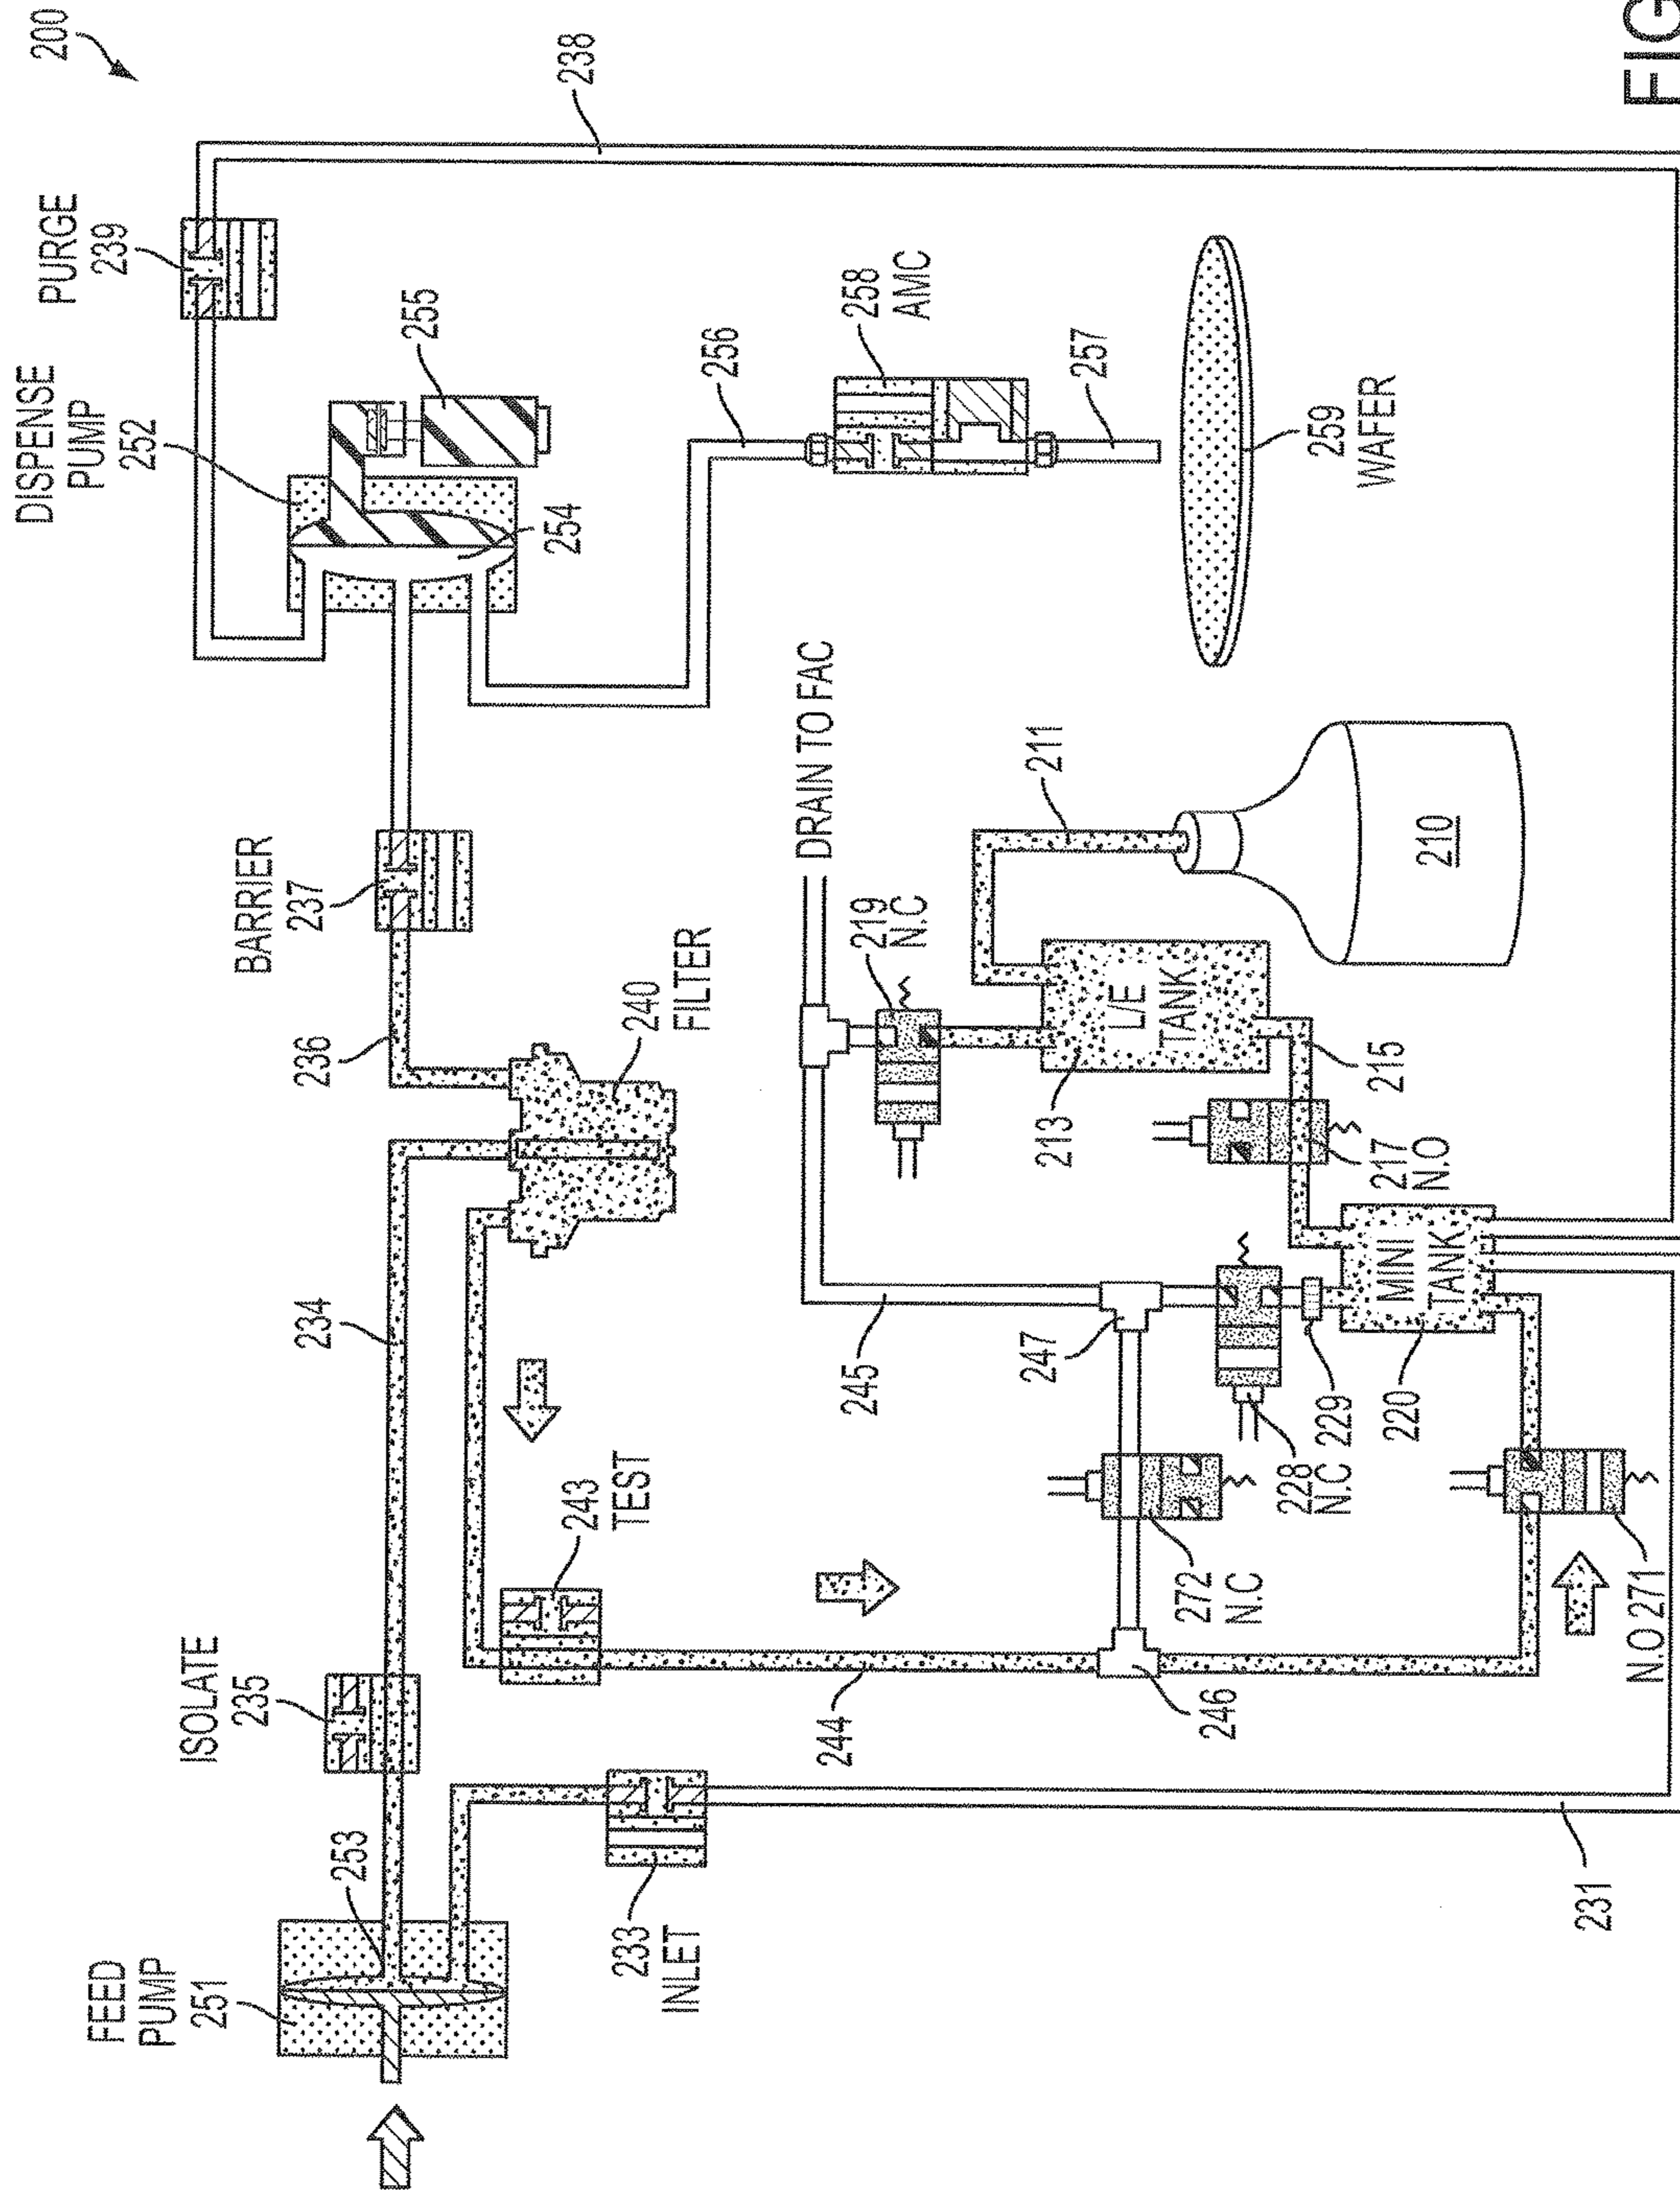 200
DISPENSE
PUMP
252
PURGE
239
FEED
PUMP
251
253
ISOLATE
235
BARRIER
237
234
236
255
254
238
233
INLET
243
TEST
240
FILTER
256
258
AMC
257
DRAIN TO FAC
244
245
219
N.C
211
247
246
272
N.C
228
N.C
229
213
L/E
TANK
217
N.O
215
MINI
TANK
220
210
259
WAFER
231
N.O 271
FIG